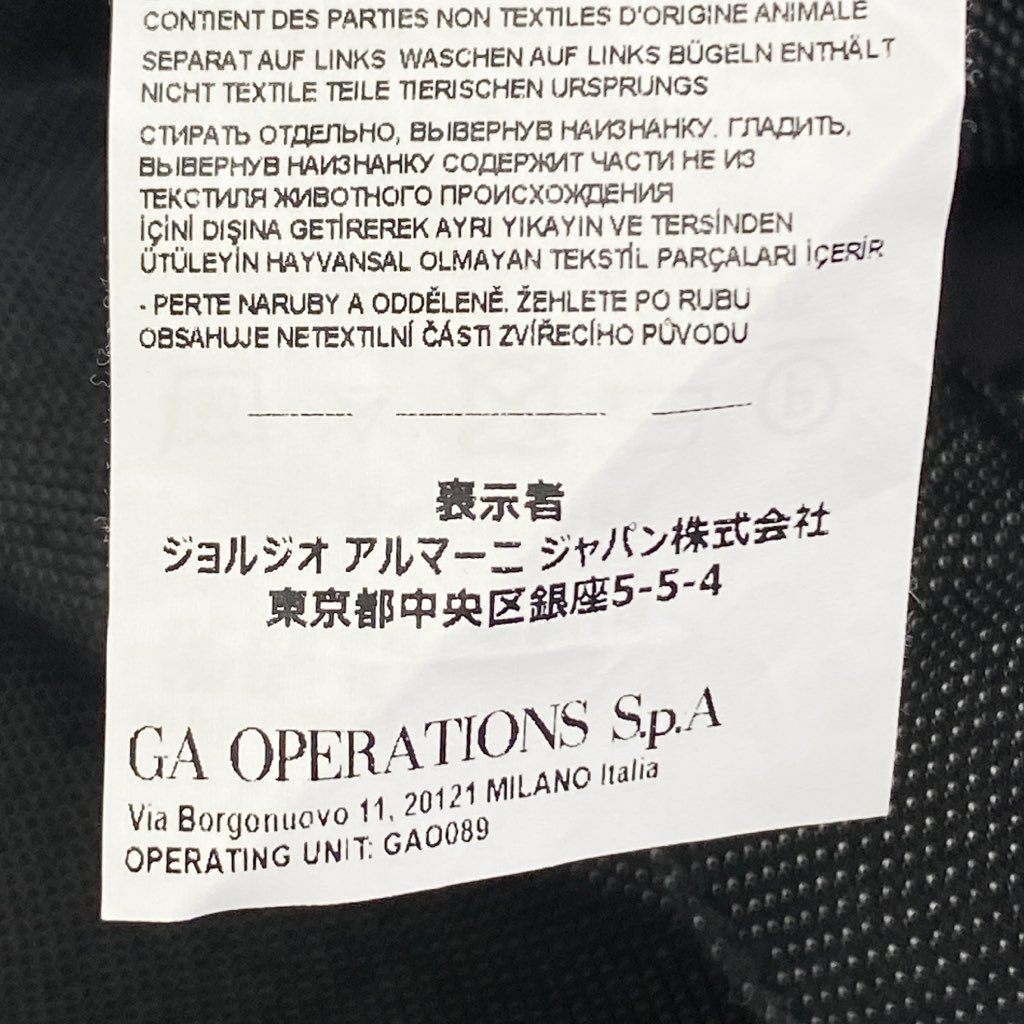 CONTIENT DES PARTIES NON TEXTILES D'ORIGINE ANIMALE
SEPARAT AUF LINKS WASCHEN AUF LINKS BÜGELN ENTHÄLT
NICHT TEXTILE TEILE TIERISCHEN URSPRUNGS
СТИРАТЬ ОТДЕЛЬНО, ВЫВЕРНУВ НАИЗНАНКУ. ГЛАДИТЬ,
ВЫВЕРНУВ НАИЗНАНКУ СОДЕРЖИТ ЧАСТИ НЕ ИЗ
ТЕКСТИЛЯ ЖИВОТНОГО ПРОИСХОЖДЕНИЯ
İÇİNİ DIŞINA GETİREREK AYRI YIKAYIN VE TERSİNDEN
ÜTÜLEYİN HAYVANSAL OLMAYAN TEKSTİL PARÇALARI İÇERİR
- PERTE NARUBY A ODDĚLENĚ. ŽEHLETE PO RUBU
OBSAHUJE NETEXTILNÍ ČÁSTI ZVÍŘECÍHO PŮVODU
表示者
ジョルジオ アルマーニ ジャパン株式会社
東京都中央区銀座5-5-4
GA OPERATIONS S.p.A
Via Borgonuovo 11, 20121 MILANO Italia
OPERATING UNIT: GAO089